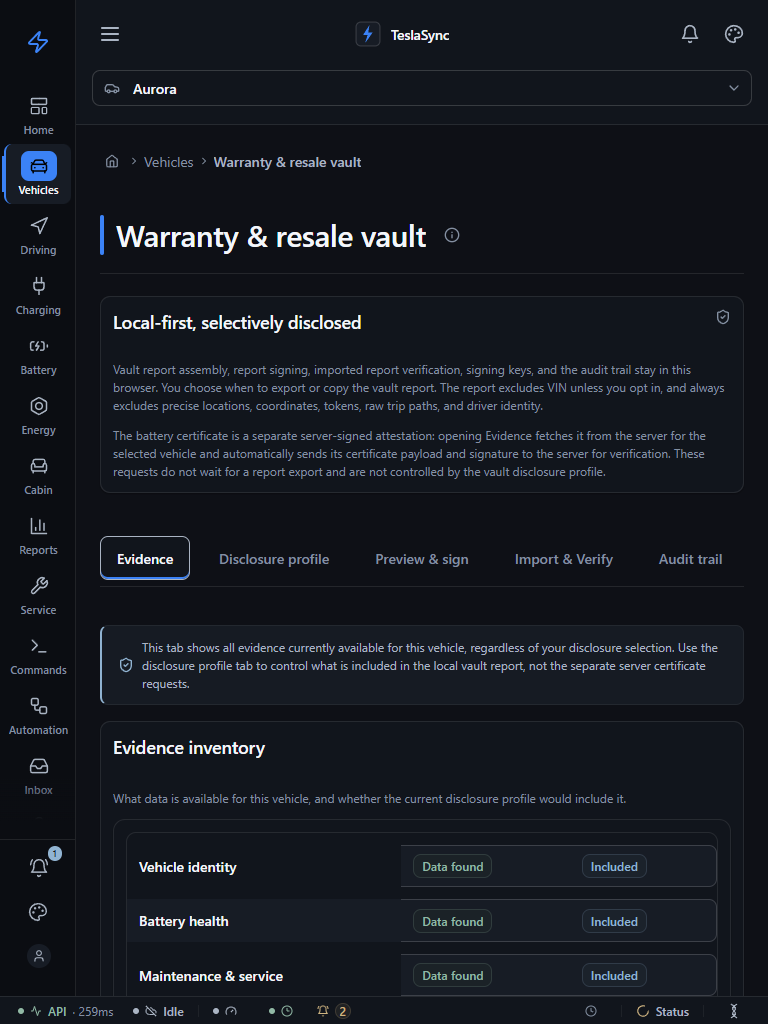 TeslaSync
Aurora
Home
Vehicles
Driving
Charging
Battery
Energy
Cabin
Reports
Service
Commands
Automation
Inbox
1
Vehicles
Warranty & resale vault
Warranty & resale vault
Local-first, selectively disclosed
Vault report assembly, report signing, imported report verification, signing keys, and the audit trail stay in this
browser. You choose when to export or copy the vault report. The report excludes VIN unless you opt in, and always
excludes precise locations, coordinates, tokens, raw trip paths, and driver identity.
The battery certificate is a separate server-signed attestation: opening Evidence fetches it from the server for the
selected vehicle and automatically sends its certificate payload and signature to the server for verification. These
requests do not wait for a report export and are not controlled by the vault disclosure profile.
Evidence Disclosure profile Preview & sign Import & Verify Audit trail
This tab shows all evidence currently available for this vehicle, regardless of your disclosure selection. Use the
disclosure profile tab to control what is included in the local vault report, not the separate server certificate
requests.
Evidence inventory
What data is available for this vehicle, and whether the current disclosure profile would include it.
Vehicle identity Data found Included
Battery health Data found Included
Maintenance & service Data found Included
API · 259ms Idle 2 Status